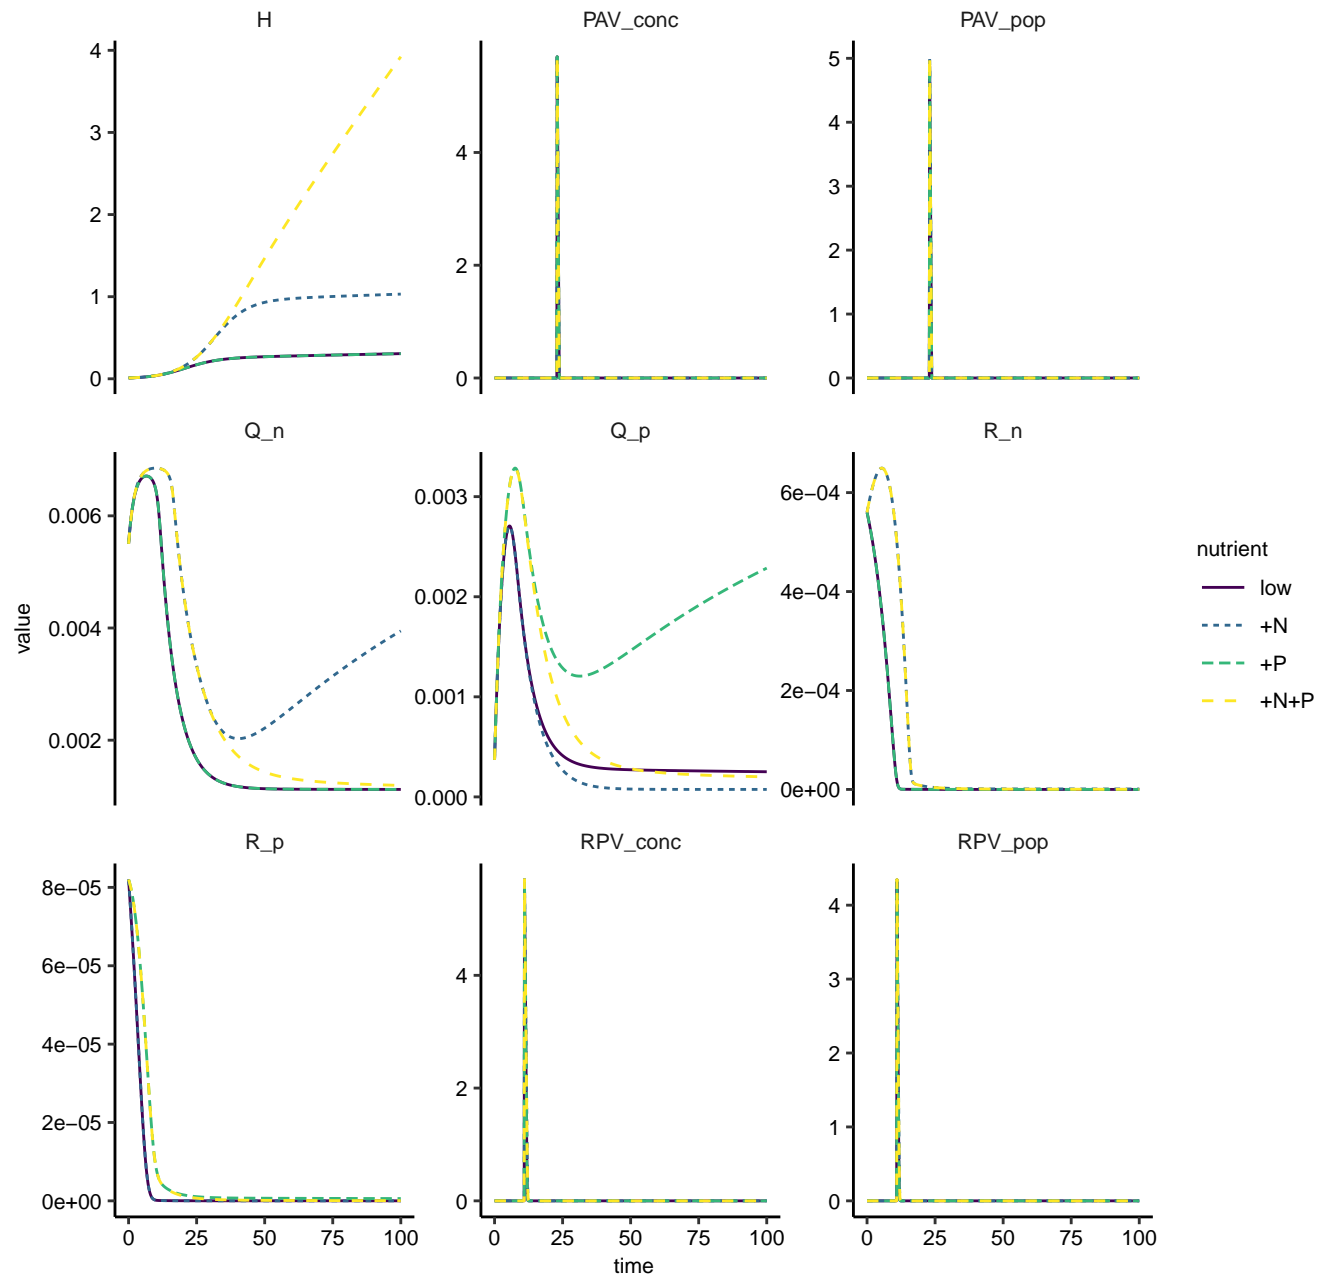 H
PAV_conc
PAV_pop
4
3
2
1
0
4
2
0
5
4
3
2
1
0
Q_n
Q_p
R_n
0.006
0.004
0.002
0.003
0.002
0.001
0.000
6e−04
4e−04
2e−04
0e+00
value
nutrient
low
+N
+P
+N+P
R_p
RPV_conc
RPV_pop
8e−05
6e−05
4e−05
2e−05
0e+00
4
2
0
4
3
2
1
0
0 25 50 75 100
0 25 50 75 100
0 25 50 75 100
time